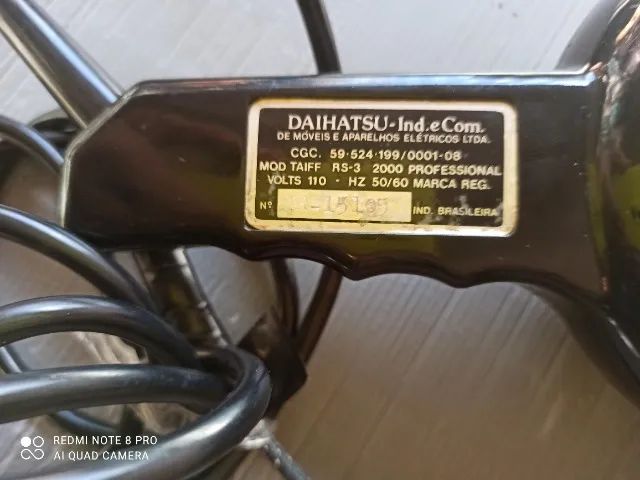 DAIHATSU-Ind.eCom.
DE MÓVEIS E APARELHOS ELÉTRICOS LTDA.
CGC. 59·524·199/0001-08
MOD TAIFF RS-3 2000 PROFESSIONAL
VOLTS 110 · HZ 50/60 MARCA REG.
Nº IND. BRASILEIRA
REDMI NOTE 8 PRO
AI QUAD CAMERA